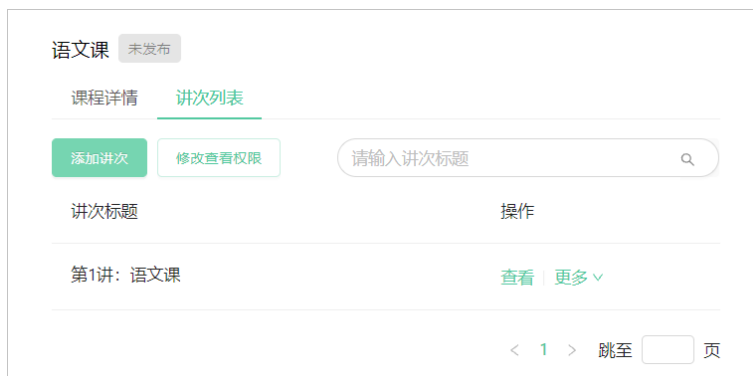 语文课 未发布
课程详情 讲次列表
添加讲次 修改查看权限 请输入讲次标题
讲次标题 操作
第1讲：语文课 查看 更多
< 1 > 跳至 页